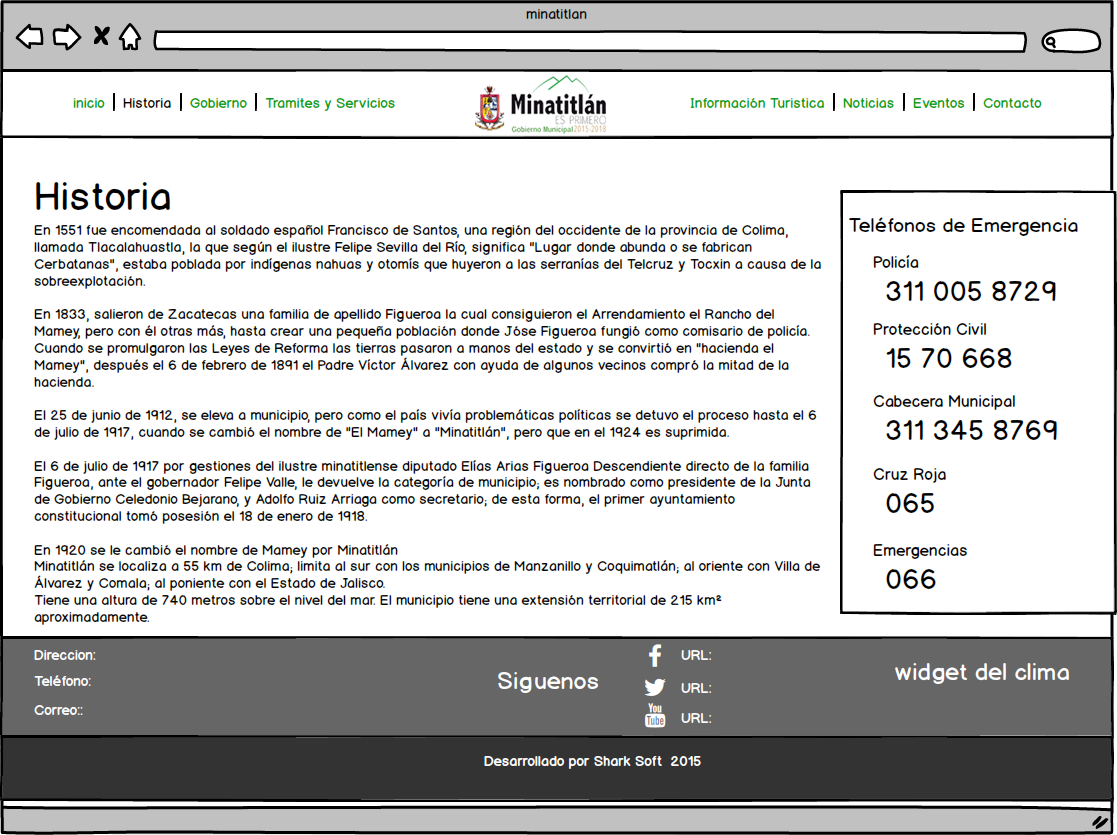 minatitlan
inicio | Historia | Gobierno | Tramites y Servicios
Minatitlán
ES PRIMERO
Gobierno Municipal 2015-2018
Información Turistica | Noticias | Eventos | Contacto
Historia
En 1551 fue encomendada al soldado español Francisco de Santos, una región del occidente de la provincia de Colima,
llamada Tlacalahuastla, la que según el ilustre Felipe Sevilla del Río, significa "Lugar donde abunda o se fabrican
Cerbatanas", estaba poblada por indígenas nahuas y otomís que huyeron a las serranías del Telcruz y Tocxin a causa de la
sobreexplotación.
En 1833, salieron de Zacatecas una familia de apellido Figueroa la cual consiguieron el Arrendamiento el Rancho del
Mamey, pero con él otras más, hasta crear una pequeña población donde Jóse Figueroa fungió como comisario de policía.
Cuando se promulgaron las Leyes de Reforma las tierras pasaron a manos del estado y se convirtió en "hacienda el
Mamey", después el 6 de febrero de 1891 el Padre Víctor Álvarez con ayuda de algunos vecinos compró la mitad de la
hacienda.
El 25 de junio de 1912, se eleva a municipio, pero como el país vivía problemáticas políticas se detuvo el proceso hasta el 6
de julio de 1917, cuando se cambió el nombre de "El Mamey" a "Minatitlán", pero que en el 1924 es suprimida.
El 6 de julio de 1917 por gestiones del ilustre minatitlense diputado Elías Arias Figueroa Descendiente directo de la familia
Figueroa, ante el gobernador Felipe Valle, le devuelve la categoría de municipio; es nombrado como presidente de la Junta
de Gobierno Celedonio Bejarano, y Adolfo Ruiz Arriaga como secretario; de esta forma, el primer ayuntamiento
constitucional tomó posesión el 18 de enero de 1918.
En 1920 se le cambió el nombre de Mamey por Minatitlán
Minatitlán se localiza a 55 km de Colima; limita al sur con los municipios de Manzanillo y Coquimatlán; al oriente con Villa de
Álvarez y Comala; al poniente con el Estado de Jalisco.
Tiene una altura de 740 metros sobre el nivel del mar. El municipio tiene una extensión territorial de 215 km²
aproximadamente.
Teléfonos de Emergencia
Policía
311 005 8729
Protección Civil
15 70 668
Cabecera Municipal
311 345 8769
Cruz Roja
065
Emergencias
066
Direccion:
Teléfono:
Correo::
Siguenos
URL:
URL:
You
Tube
URL:
widget del clima
Desarrollado por Shark Soft 2015